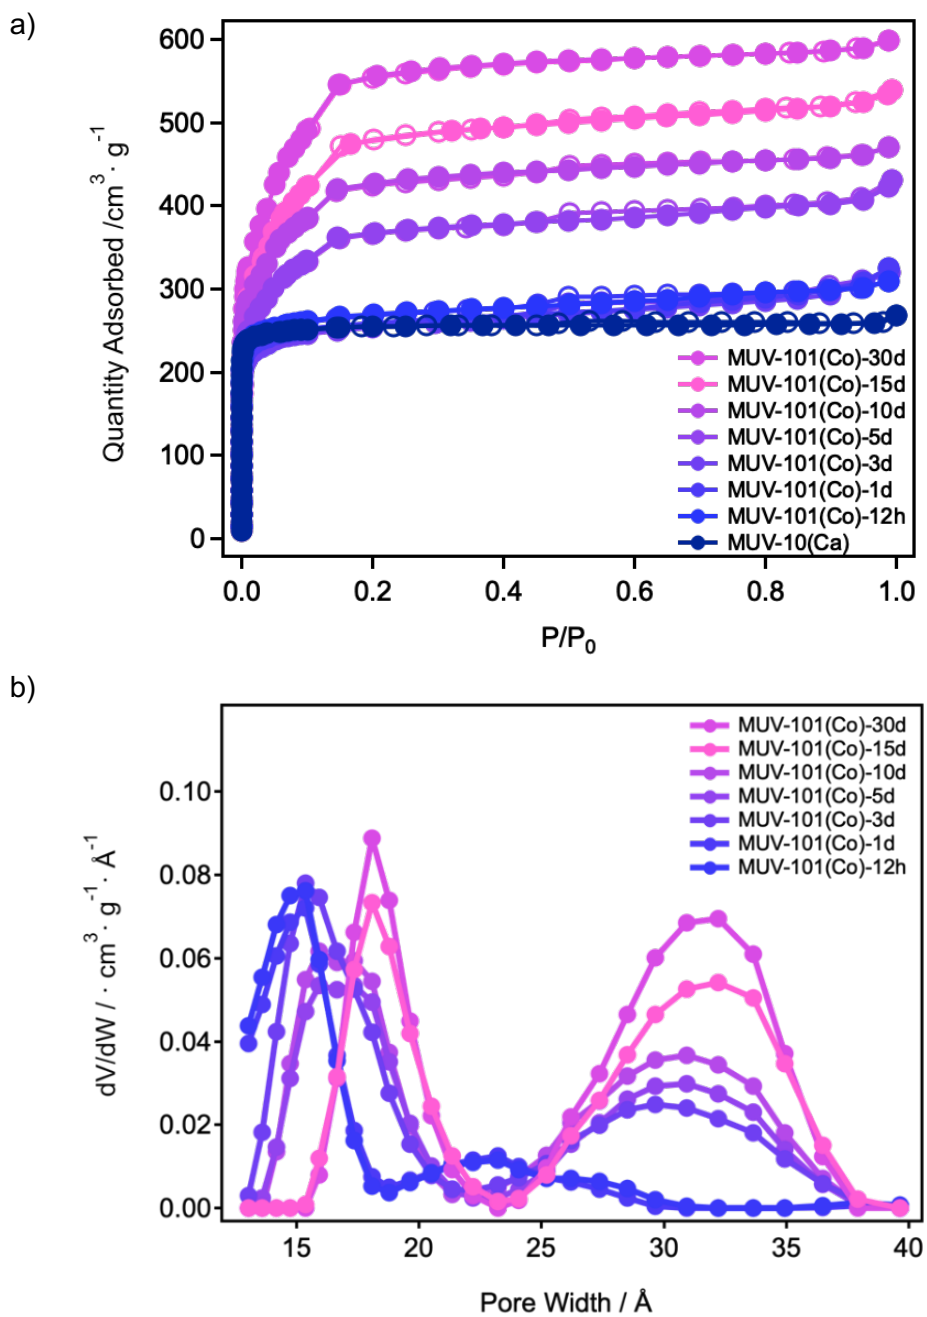 a)
600
500
400
300
200
100
0
Quantity Adsorbed /cm³· g⁻¹
MUV-101(Co)-30d
MUV-101(Co)-15d
MUV-101(Co)-10d
MUV-101(Co)-5d
MUV-101(Co)-3d
MUV-101(Co)-1d
MUV-101(Co)-12h
MUV-10(Ca)
0.0 0.2 0.4 0.6 0.8 1.0
P/P₀
b)
0.10
0.08
0.06
0.04
0.02
0.00
dV/dW / · cm³· g⁻¹· Å⁻¹
MUV-101(Co)-30d
MUV-101(Co)-15d
MUV-101(Co)-10d
MUV-101(Co)-5d
MUV-101(Co)-3d
MUV-101(Co)-1d
MUV-101(Co)-12h
15 20 25 30 35 40
Pore Width / Å